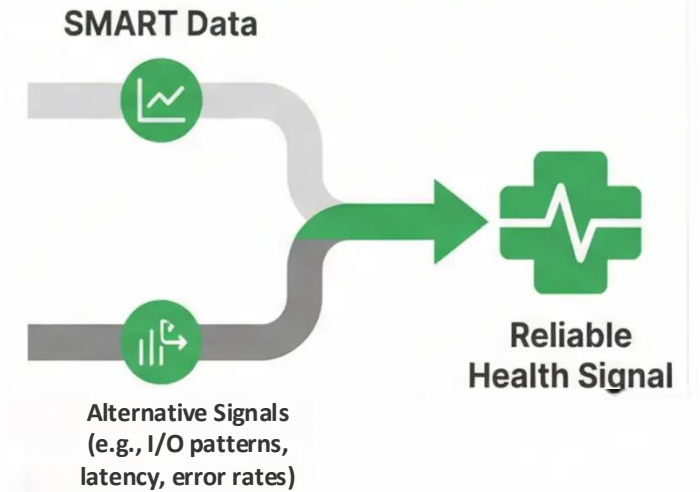 SMART Data
Reliable
Health Signal
Alternative Signals
(e.g., I/O patterns,
latency, error rates)